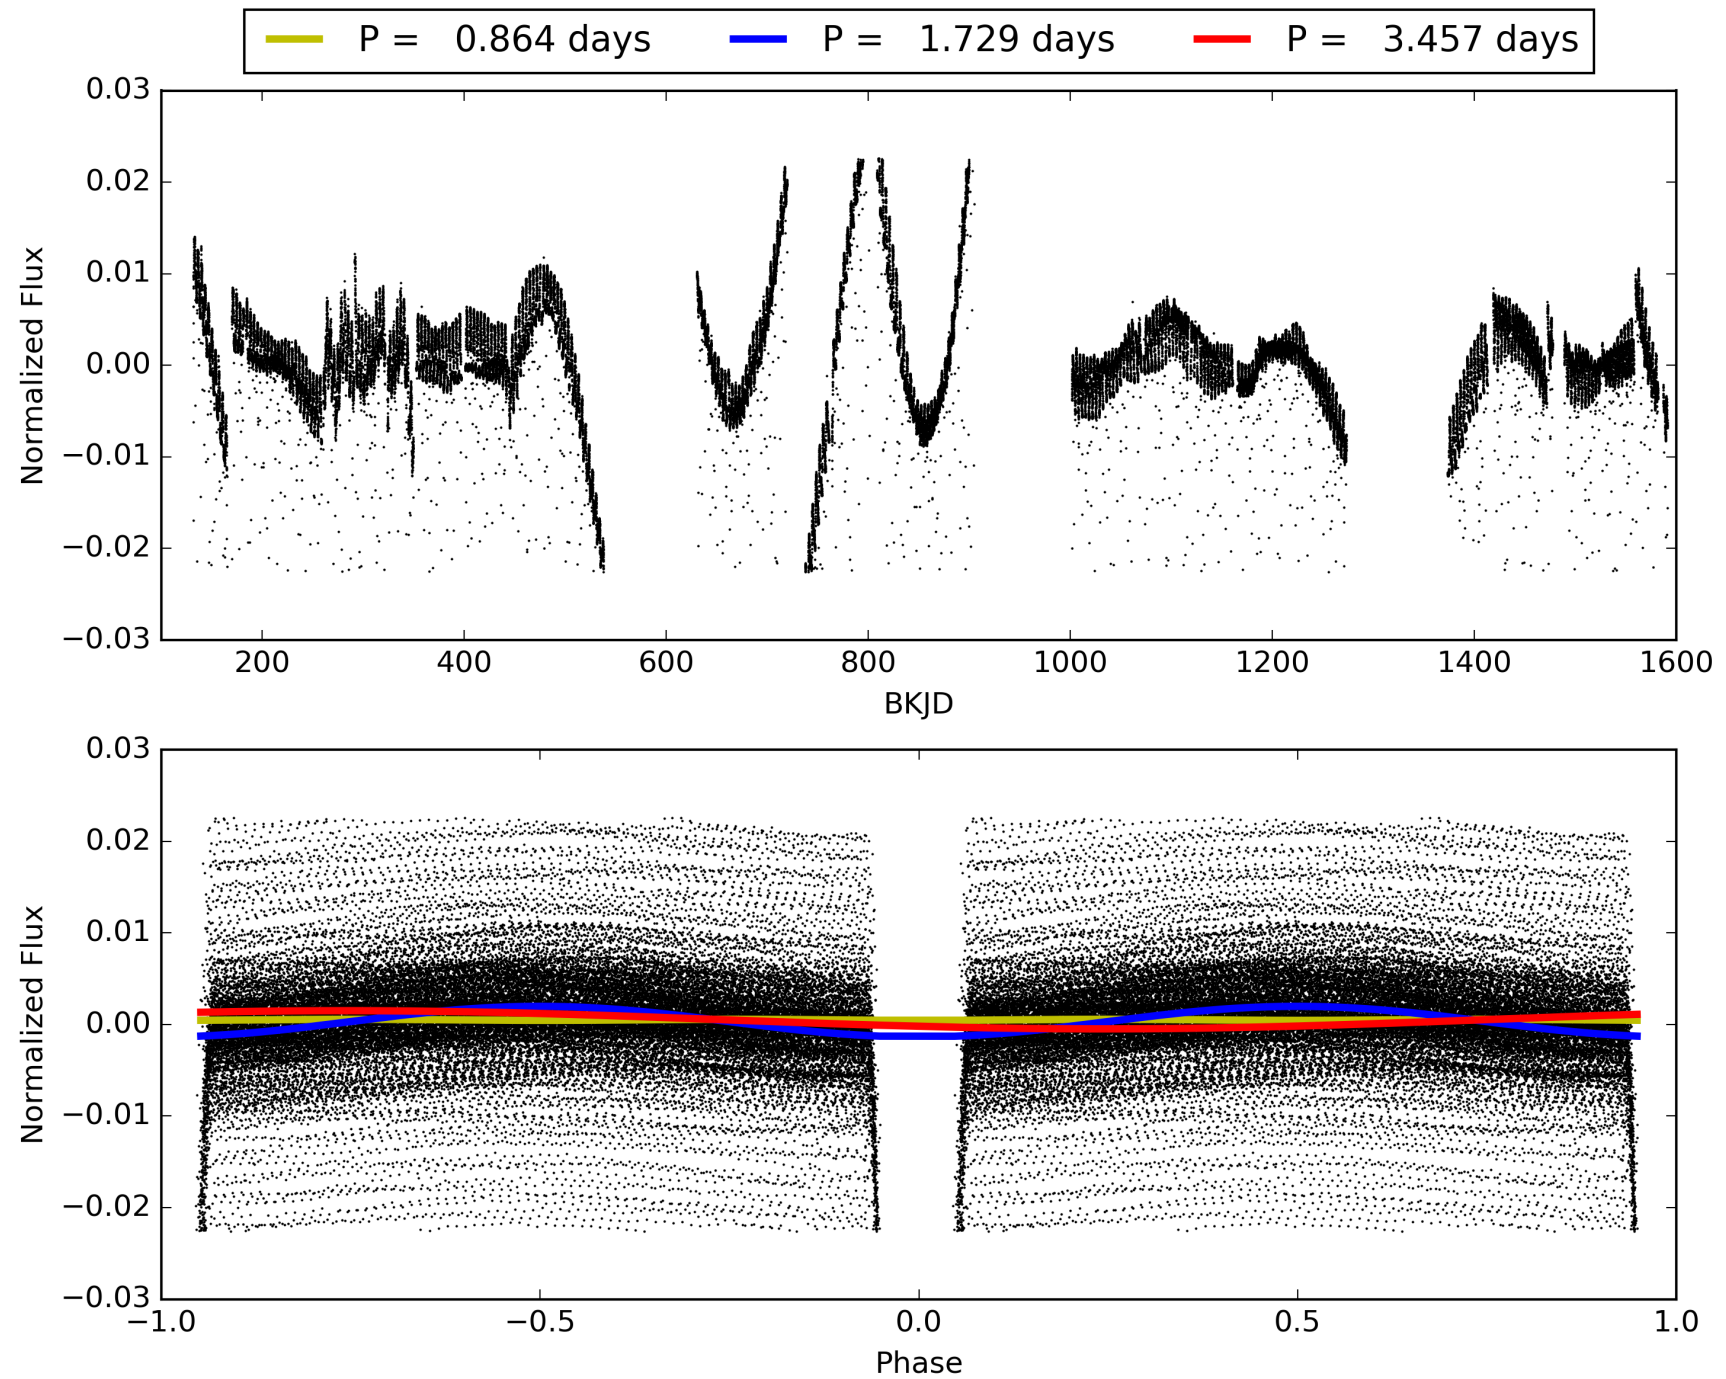 P = 0.864 days P = 1.729 days P = 3.457 days
0.03
0.02
0.01
0.00
−0.01
−0.02
−0.03
Normalized Flux
200 400 600 800 1000 1200 1400 1600
BKJD
0.03
0.02
0.01
0.00
−0.01
−0.02
−0.03
Normalized Flux
−1.0 −0.5 0.0 0.5 1.0
Phase